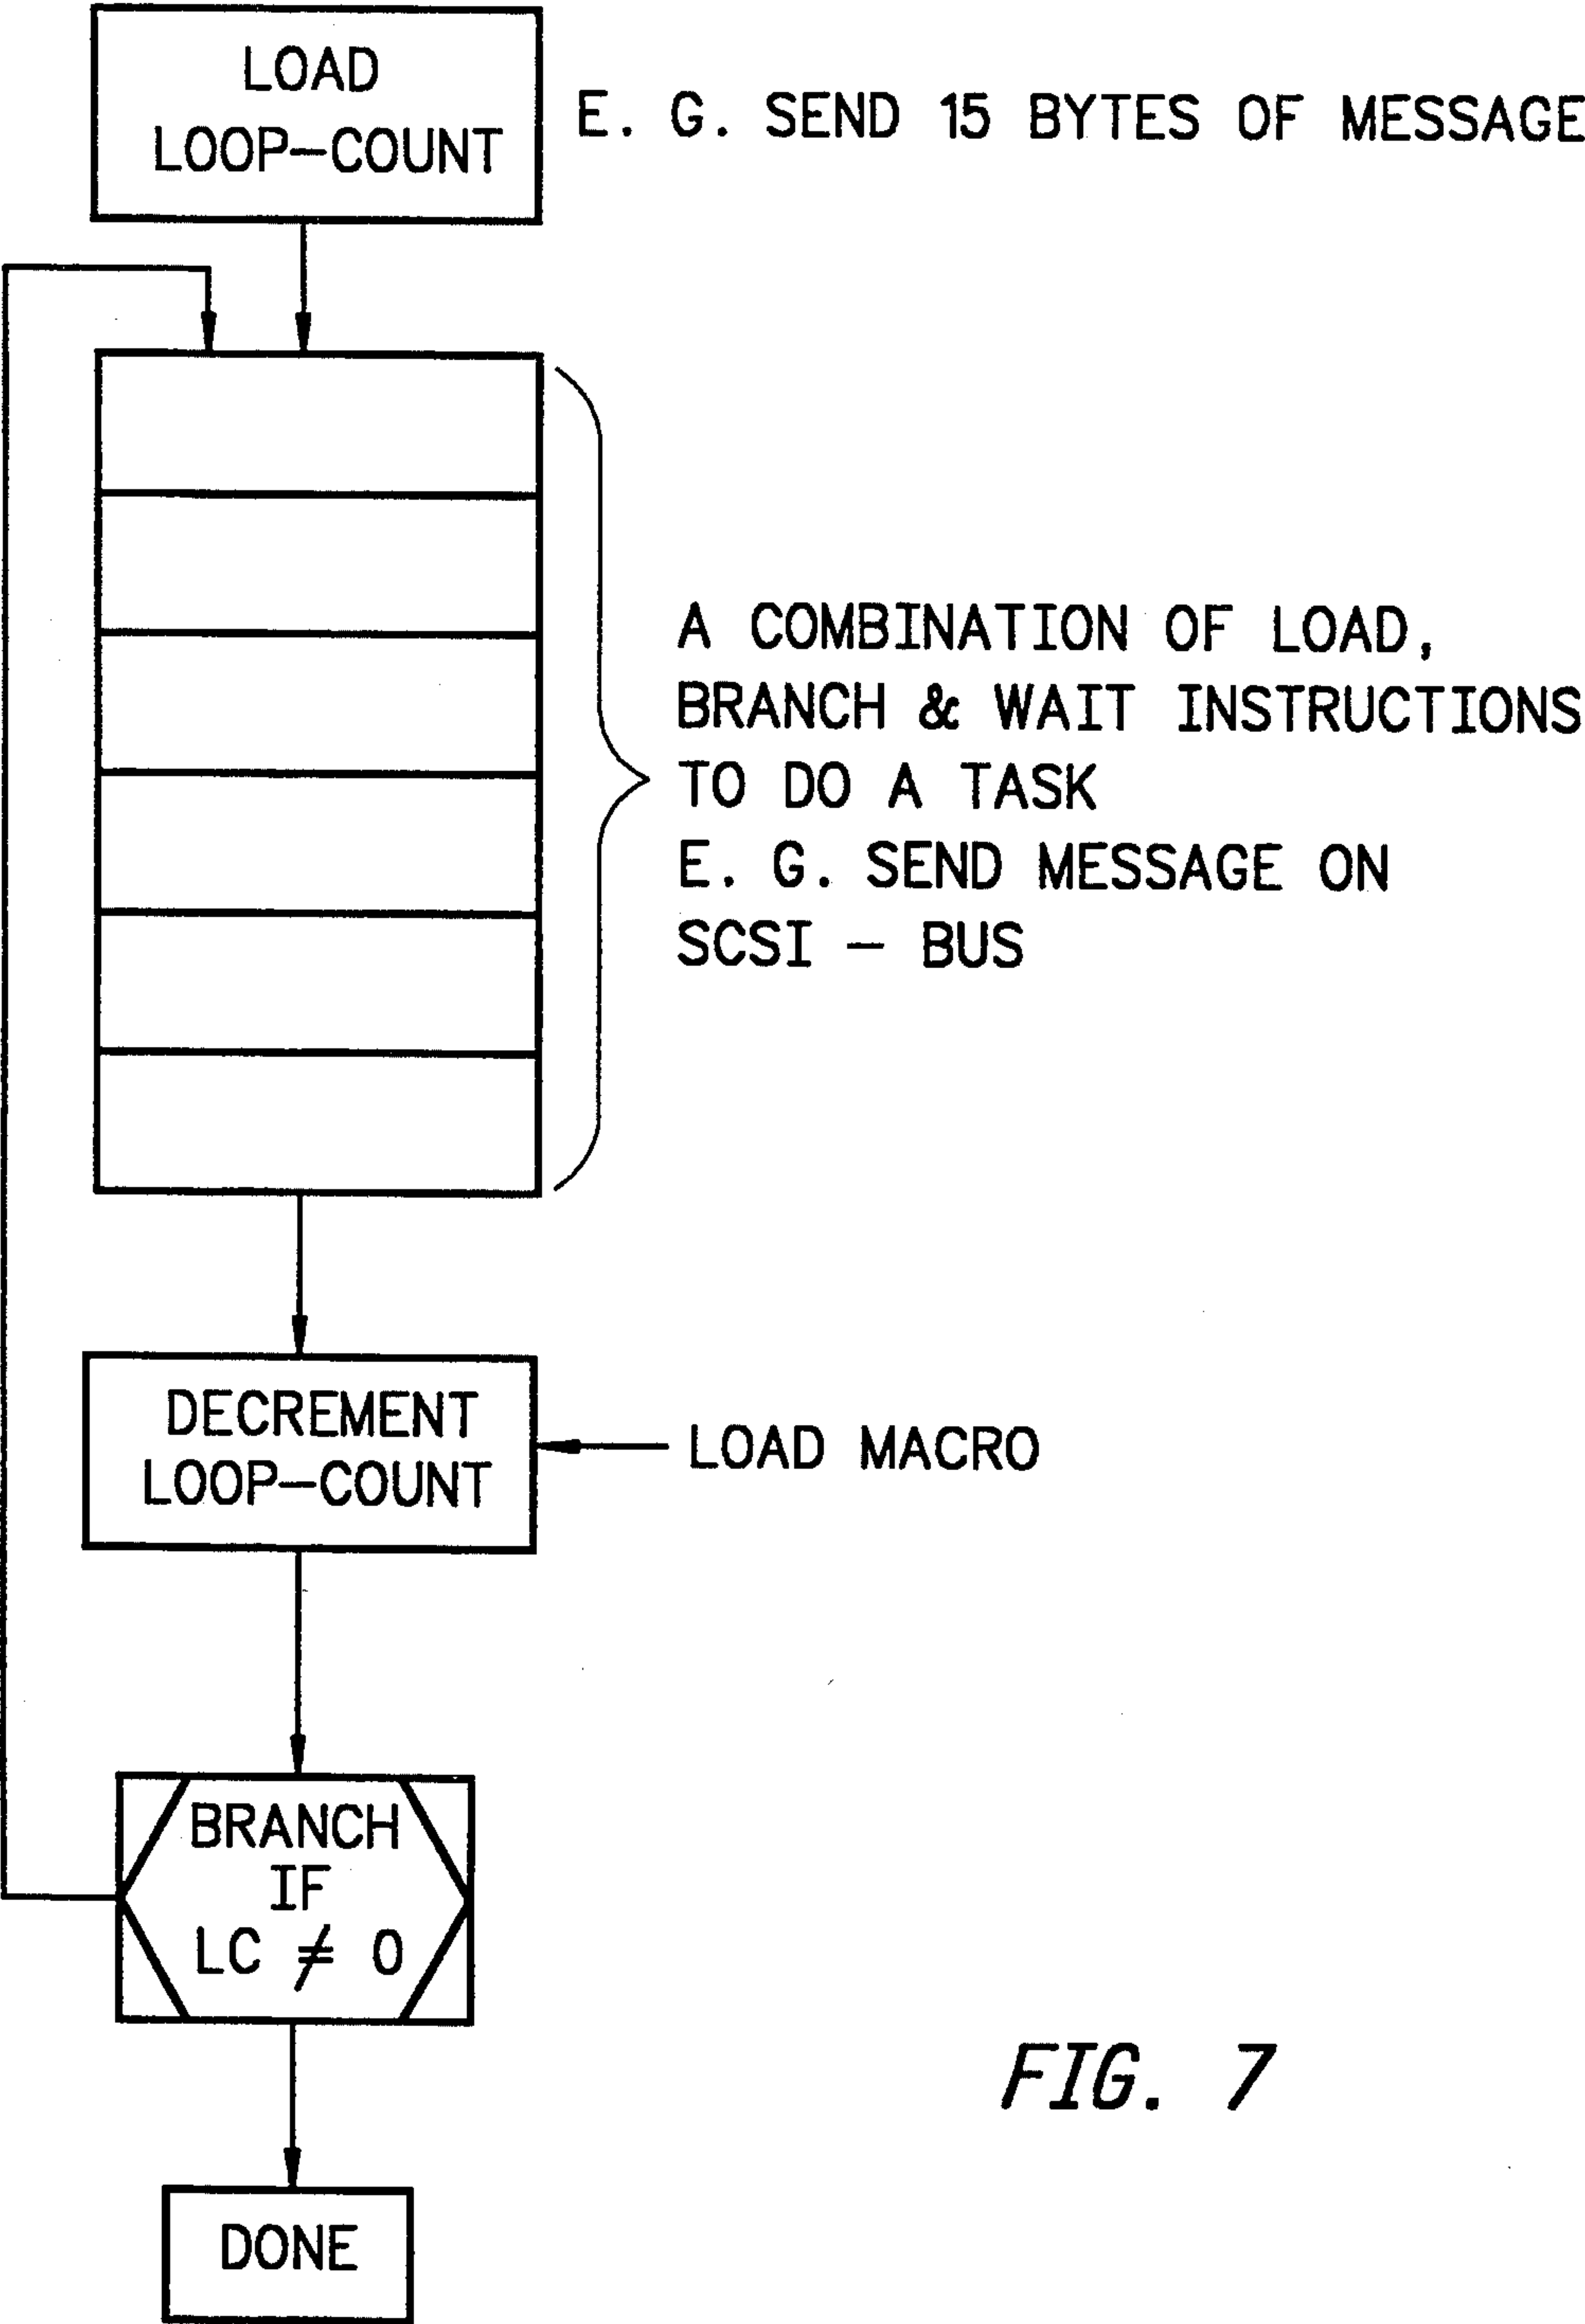 LOAD
LOOP-COUNT
E. G. SEND 15 BYTES OF MESSAGE
A COMBINATION OF LOAD,
BRANCH & WAIT INSTRUCTIONS
TO DO A TASK
E. G. SEND MESSAGE ON
SCSI - BUS
DECREMENT
LOOP-COUNT
LOAD MACRO
BRANCH
IF
LC ≠ 0
DONE
FIG. 7